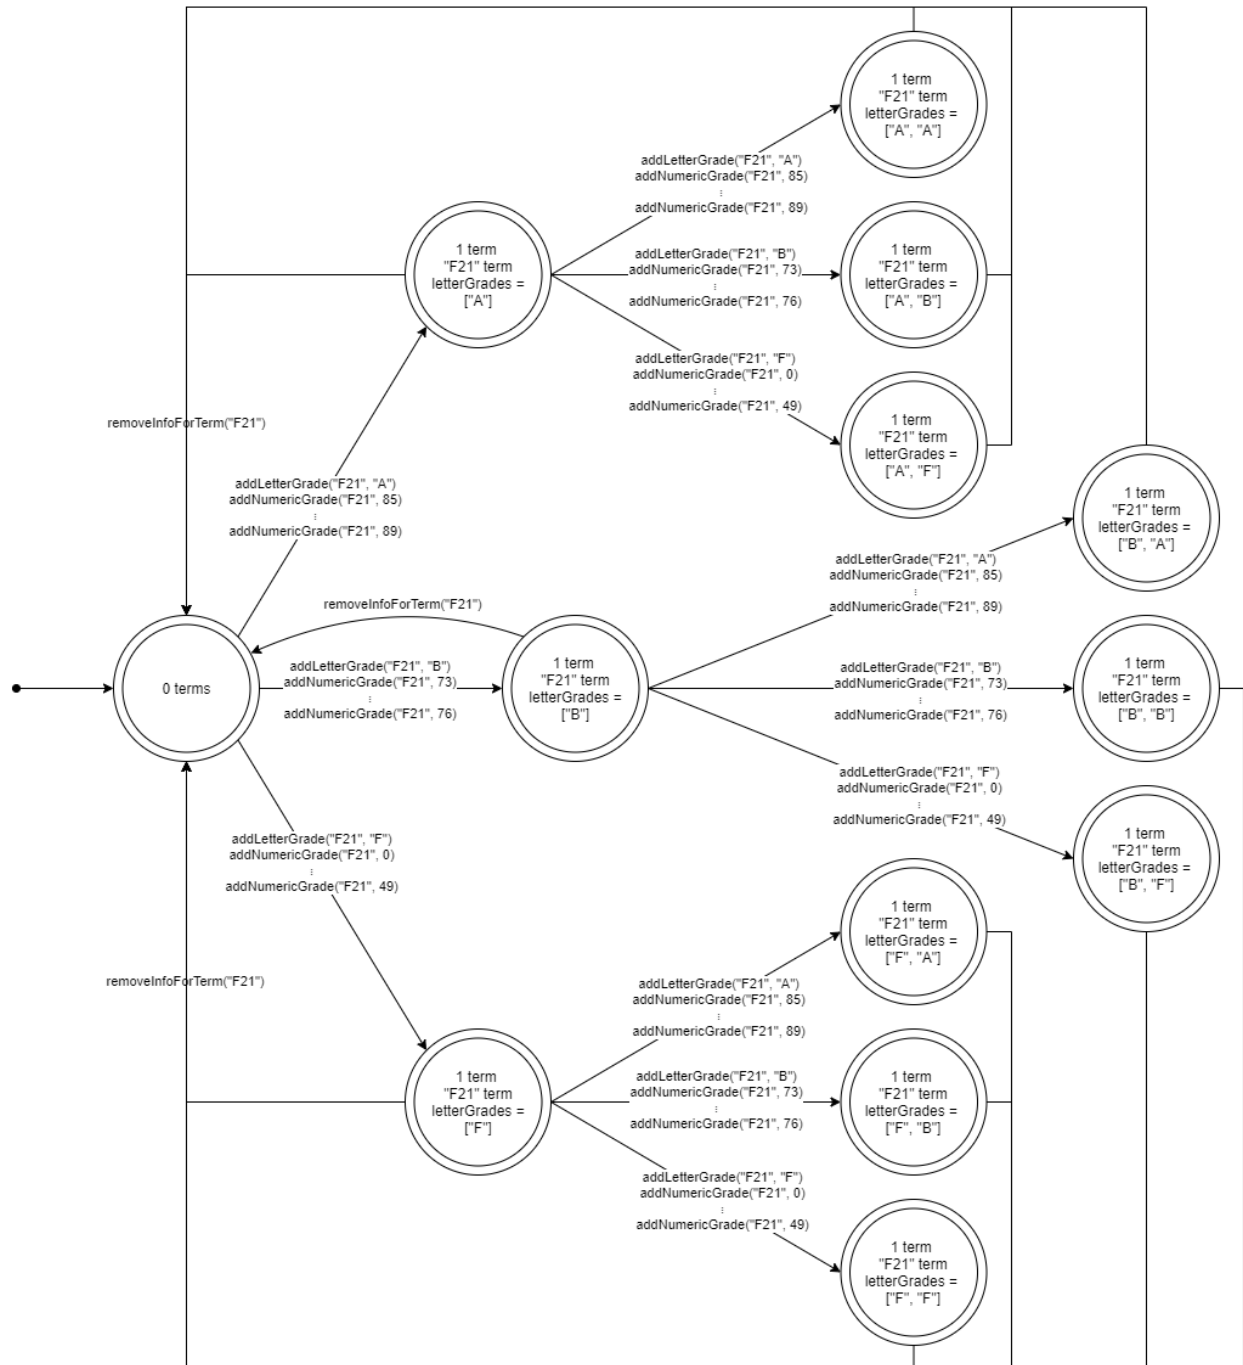 1 term
"F21" term
letterGrades =
["A", "A"]
addLetterGrade("F21", "A")
addNumericGrade("F21", 85)
⋮
addNumericGrade("F21", 89)
1 term
"F21" term
letterGrades =
["A"]
addLetterGrade("F21", "B")
addNumericGrade("F21", 73)
⋮
addNumericGrade("F21", 76)
1 term
"F21" term
letterGrades =
["A", "B"]
addLetterGrade("F21", "F")
addNumericGrade("F21", 0)
⋮
addNumericGrade("F21", 49)
1 term
"F21" term
letterGrades =
["A", "F"]
removeInfoForTerm("F21")
addLetterGrade("F21", "A")
addNumericGrade("F21", 85)
⋮
addNumericGrade("F21", 89)
1 term
"F21" term
letterGrades =
["B", "A"]
addLetterGrade("F21", "A")
addNumericGrade("F21", 85)
⋮
addNumericGrade("F21", 89)
removeInfoForTerm("F21")
0 terms
addLetterGrade("F21", "B")
addNumericGrade("F21", 73)
⋮
addNumericGrade("F21", 76)
1 term
"F21" term
letterGrades =
["B"]
addLetterGrade("F21", "B")
addNumericGrade("F21", 73)
⋮
addNumericGrade("F21", 76)
1 term
"F21" term
letterGrades =
["B", "B"]
addLetterGrade("F21", "F")
addNumericGrade("F21", 0)
⋮
addNumericGrade("F21", 49)
1 term
"F21" term
letterGrades =
["B", "F"]
addLetterGrade("F21", "F")
addNumericGrade("F21", 0)
⋮
addNumericGrade("F21", 49)
1 term
"F21" term
letterGrades =
["F", "A"]
removeInfoForTerm("F21")
addLetterGrade("F21", "A")
addNumericGrade("F21", 85)
⋮
addNumericGrade("F21", 89)
1 term
"F21" term
letterGrades =
["F"]
addLetterGrade("F21", "B")
addNumericGrade("F21", 73)
⋮
addNumericGrade("F21", 76)
1 term
"F21" term
letterGrades =
["F", "B"]
addLetterGrade("F21", "F")
addNumericGrade("F21", 0)
⋮
addNumericGrade("F21", 49)
1 term
"F21" term
letterGrades =
["F", "F"]